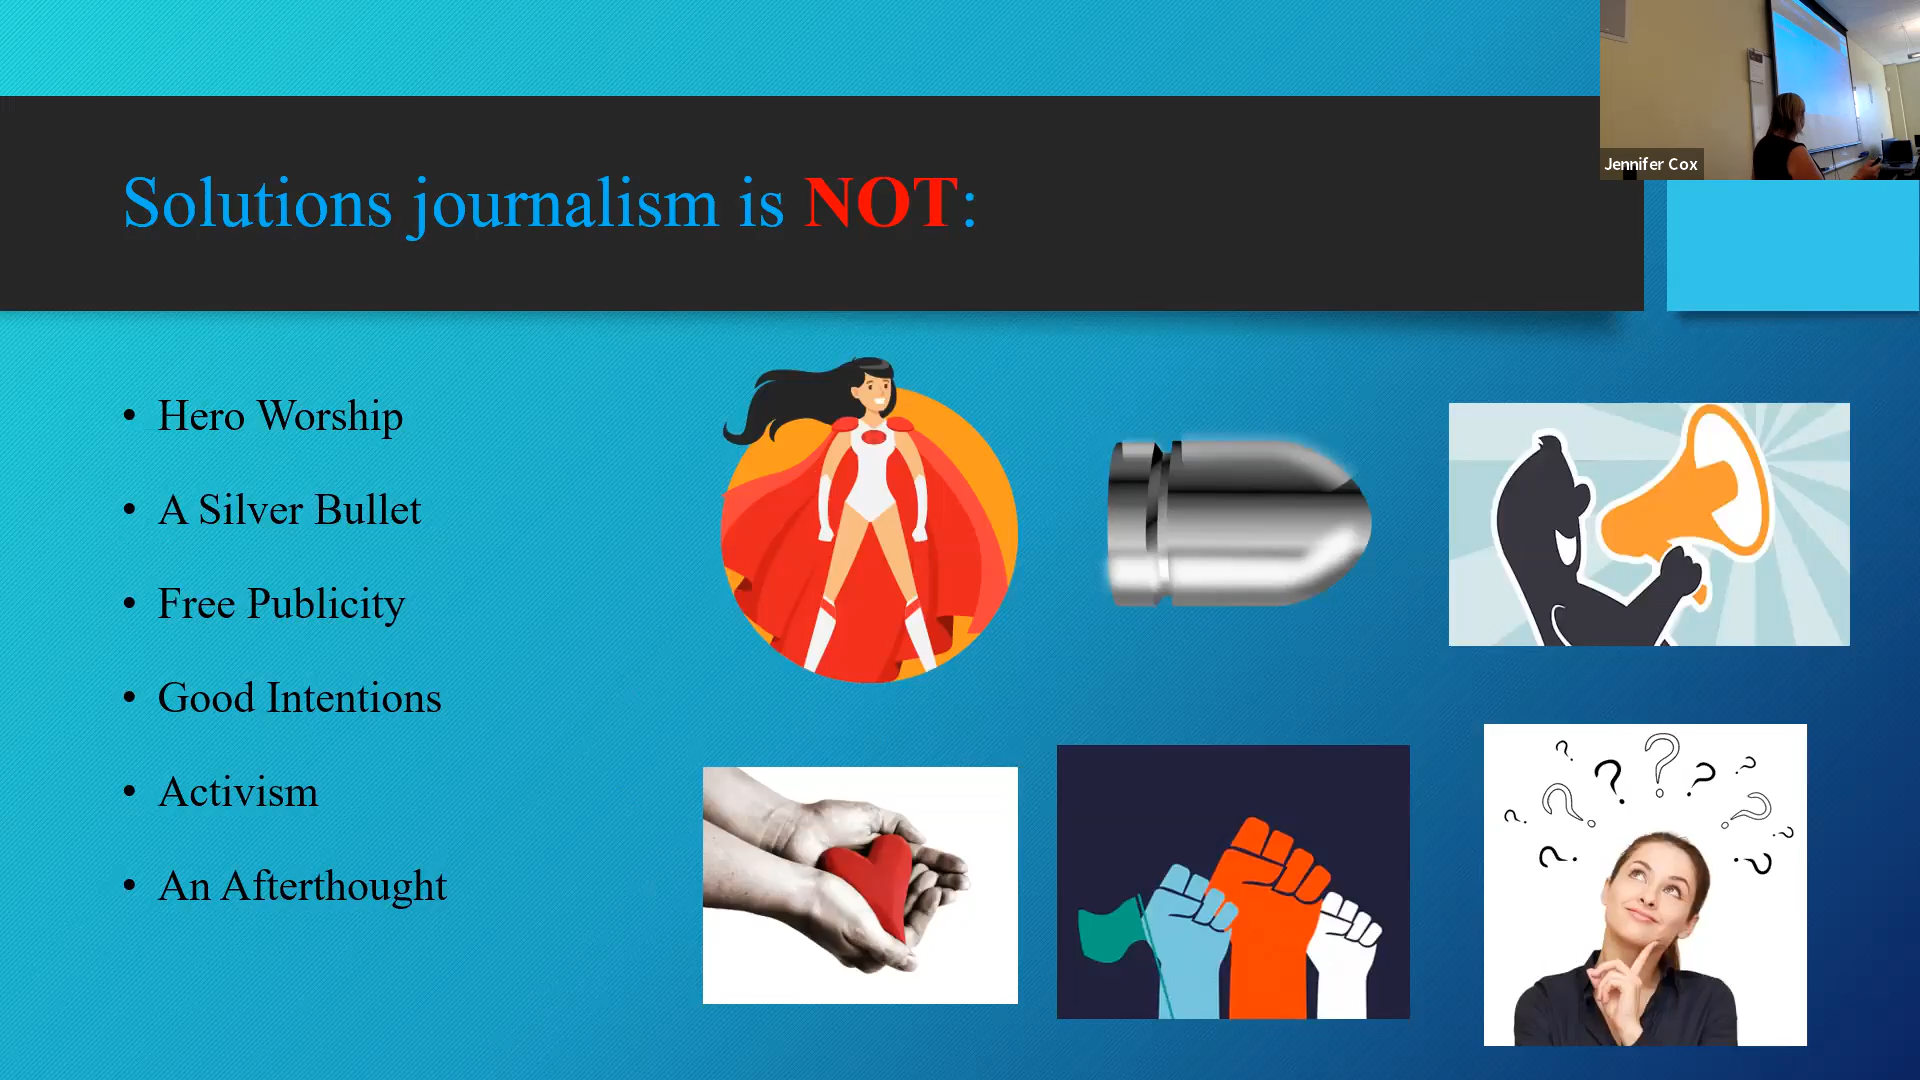 Jennifer Cox
Solutions journalism is NOT:
• Hero Worship
• A Silver Bullet
• Free Publicity
• Good Intentions
• Activism
• An Afterthought